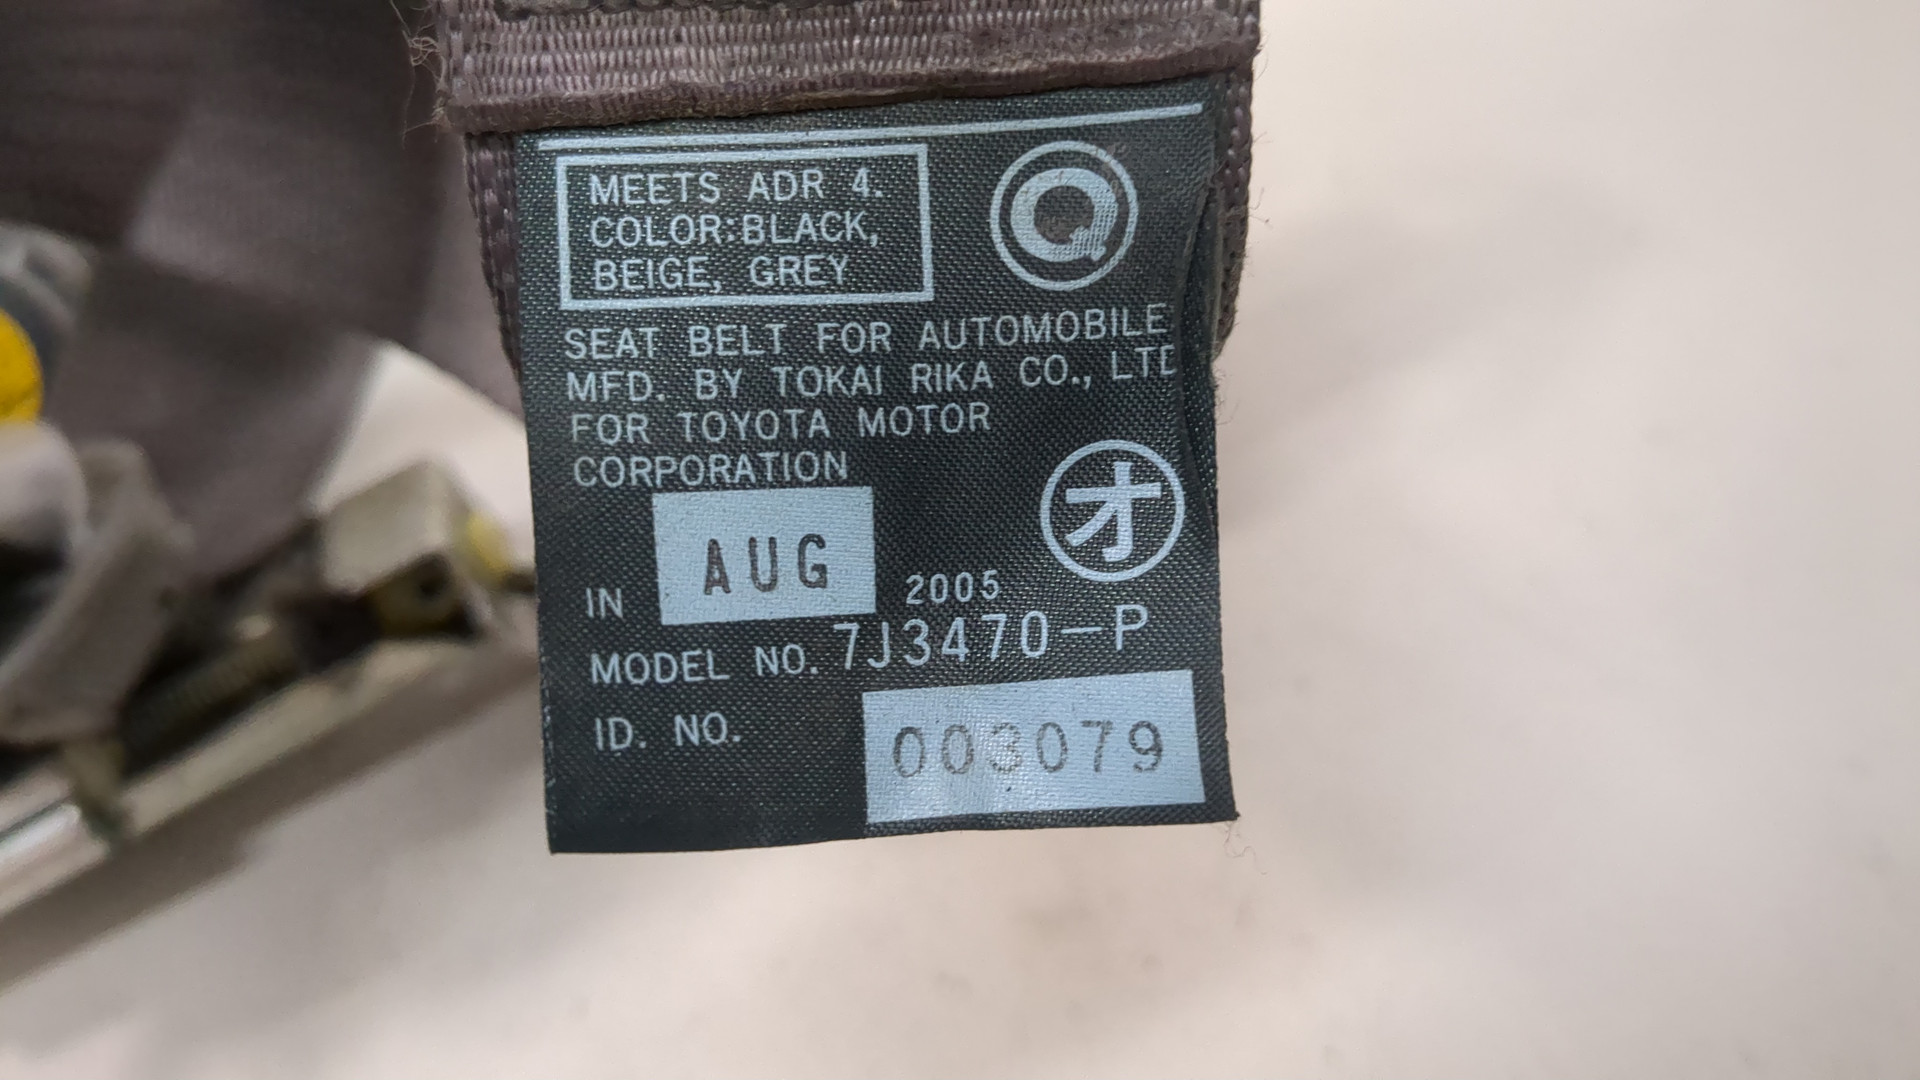 MEETS ADR 4.
COLOR:BLACK,
BEIGE, GREY
Q
SEAT BELT FOR AUTOMOBILE
MFD. BY TOKAI RIKA CO., LTD
FOR TOYOTA MOTOR
CORPORATION
オ
IN AUG 2005
MODEL NO. 7J3470-P
ID. NO. 003079